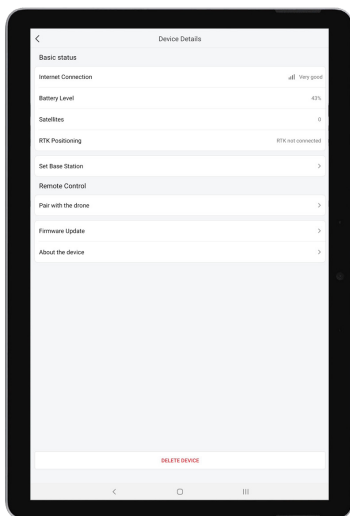 Device Details
Basic status
Internet Connection Very good
Battery Level 43%
Satellites 0
RTK Positioning RTK not connected
Set Base Station
Remote Control
Pair with the drone
Firmware Update
About the device
DELETE DEVICE